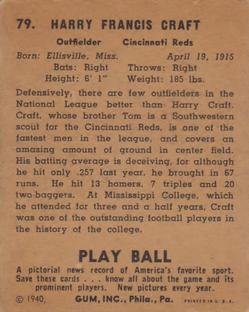 79. HARRY FRANCIS CRAFT
Outfielder Cincinnati Reds
Born: Ellisville, Miss. April 19, 1915
Bats: Right Throws: Right
Height: 6' 1" Weight: 185 lbs.
Defensively, there are few outfielders in the
National League better than Harry Craft.
Craft, whose brother Tom is a Southwestern
scout for the Cincinnati Reds, is one of the
fastest men in the league, and covers an
amazing amount of ground in center field.
His batting average is deceiving, for although
he hit only .257 last year, he brought in 67
runs. He hit 13 homers, 7 triples and 20
two-baggers. At Mississippi College, which
he attended for three and a half years, Craft
was one of the outstanding football players in
the history of the college.
PLAY BALL
A pictorial news record of America's favorite sport.
Save these cards . . . know all about the game and its
prominent players. New pictures every year.
© 1940, GUM, INC., Phila., Pa. PRINTED IN U. S. A.